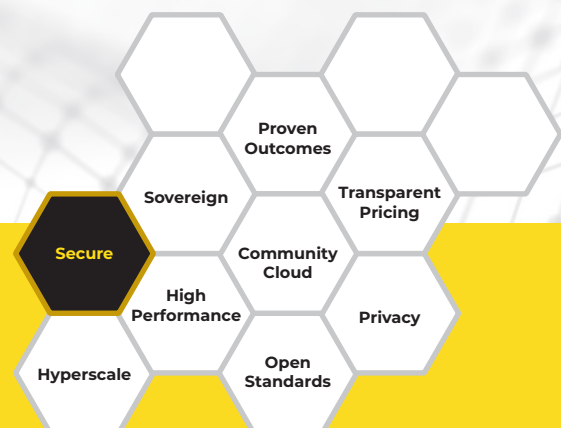 Proven
Outcomes
Sovereign
Transparent
Pricing
Secure
Community
Cloud
High
Performance
Privacy
Hyperscale
Open
Standards